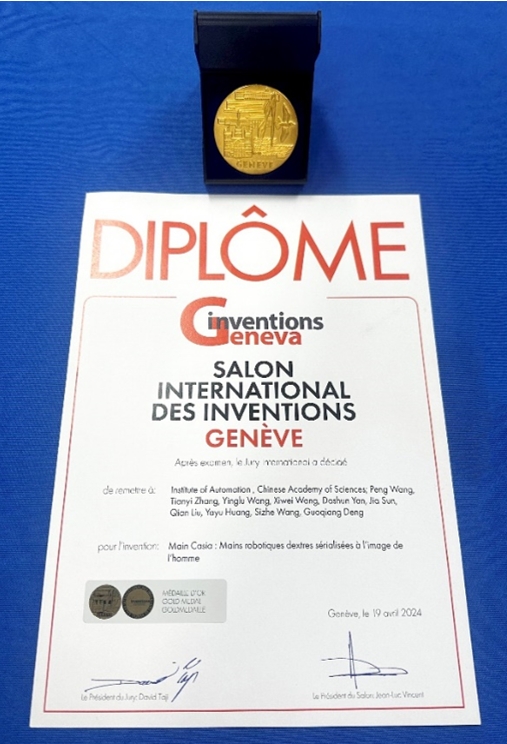 GENEVE
DIPLÔME
inventions
Geneva
SALON
INTERNATIONAL
DES INVENTIONS
GENÈVE
Après examen, le Jury international a décidé
de remettre à: Institute of Automation , Chinese Academy of Sciences; Peng Wang,
Tianyi Zhang, Yinglu Wang, Xiwei Wang, Dashun Yan, Jia Sun,
Qian Liu, Yayu Huang, Sizhe Wang, Guoqiang Deng
pour l'invention: Main Casia : Mains robotiques dextres sérialisées à l'image de
l'homme
MÉDAILLE D'OR
GOLD MEDAL
GOLDMEDAILLE
Genève, le 19 avril 2024
Le Président du Jury: David Taji
Le Président du Salon: Jean-Luc Vincent